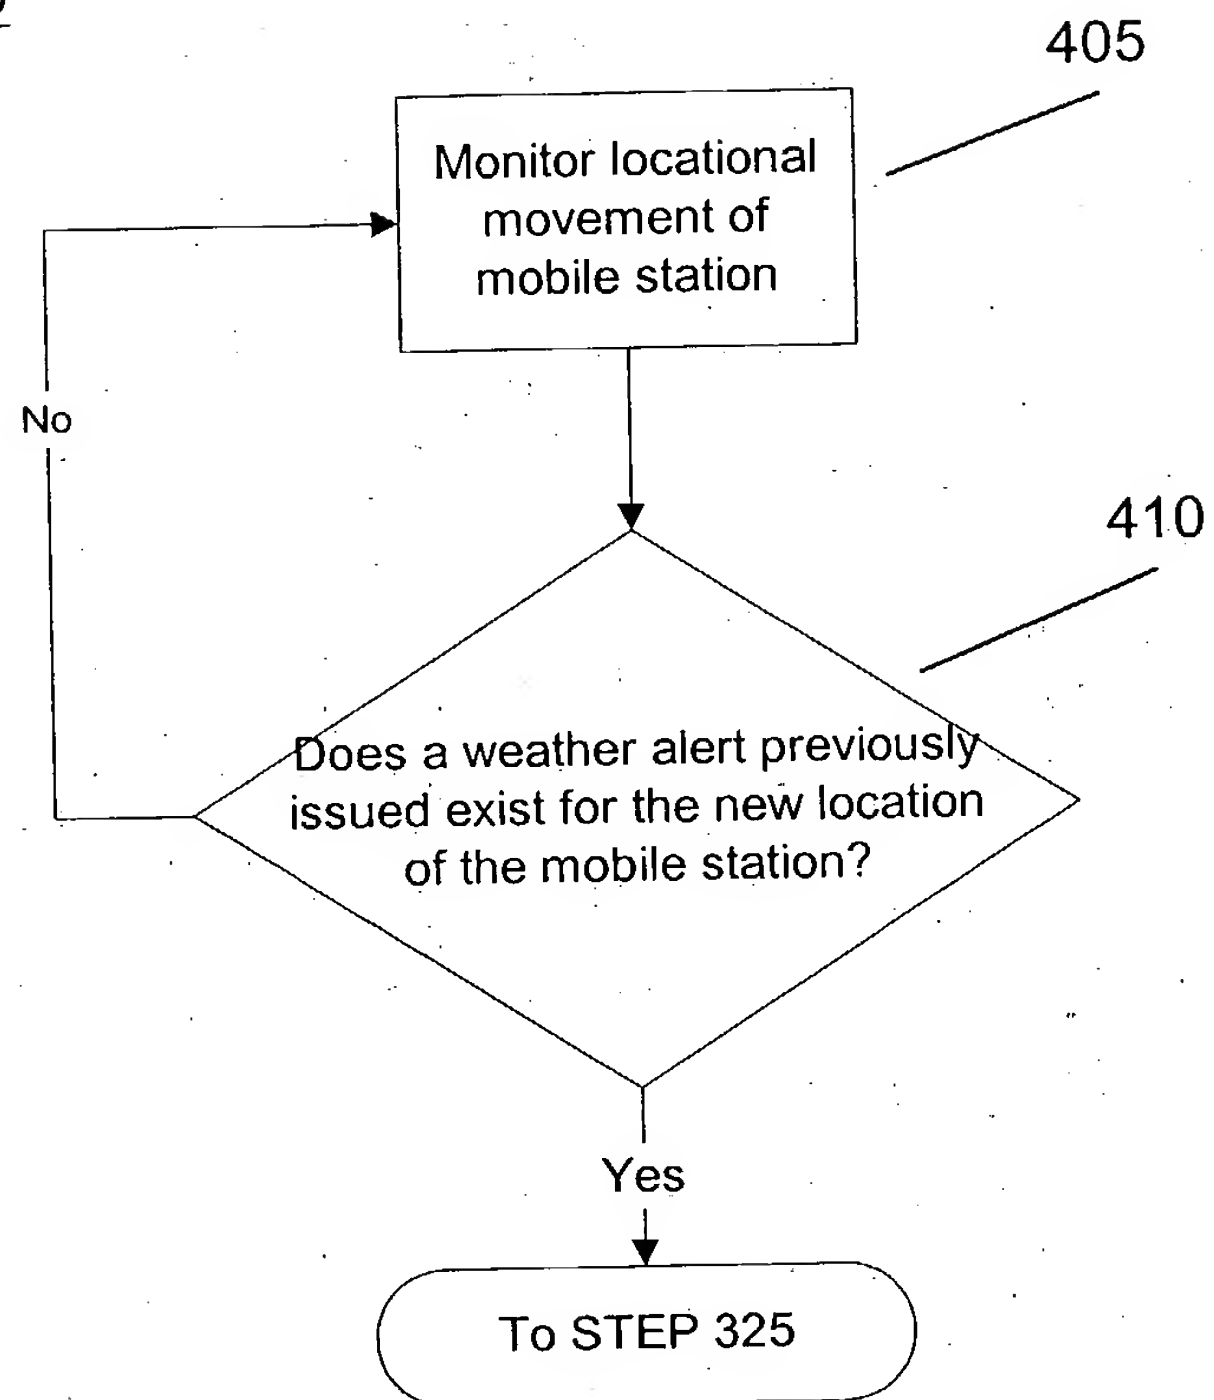 405
Monitor locational
movement of
mobile station
No
410
Does a weather alert previously
issued exist for the new location
of the mobile station?
Yes
To STEP 325